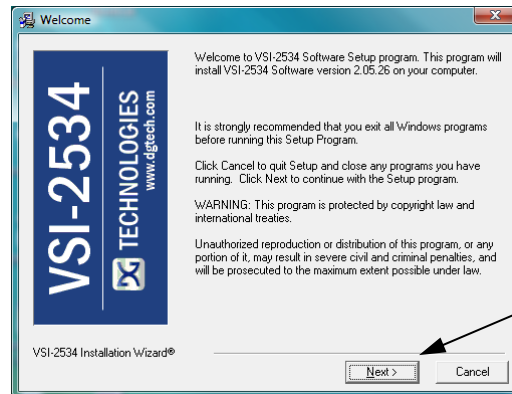 Welcome
VSI-2534
DG TECHNOLOGIES
www.dgtech.com
Welcome to VSI-2534 Software Setup program. This program will
install VSI-2534 Software version 2.05.26 on your computer.
It is strongly recommended that you exit all Windows programs
before running this Setup Program.
Click Cancel to quit Setup and close any programs you have
running. Click Next to continue with the Setup program.
WARNING: This program is protected by copyright law and
international treaties.
Unauthorized reproduction or distribution of this program, or any
portion of it, may result in severe civil and criminal penalties, and
will be prosecuted to the maximum extent possible under law.
VSI-2534 Installation Wizard®
Next >
Cancel